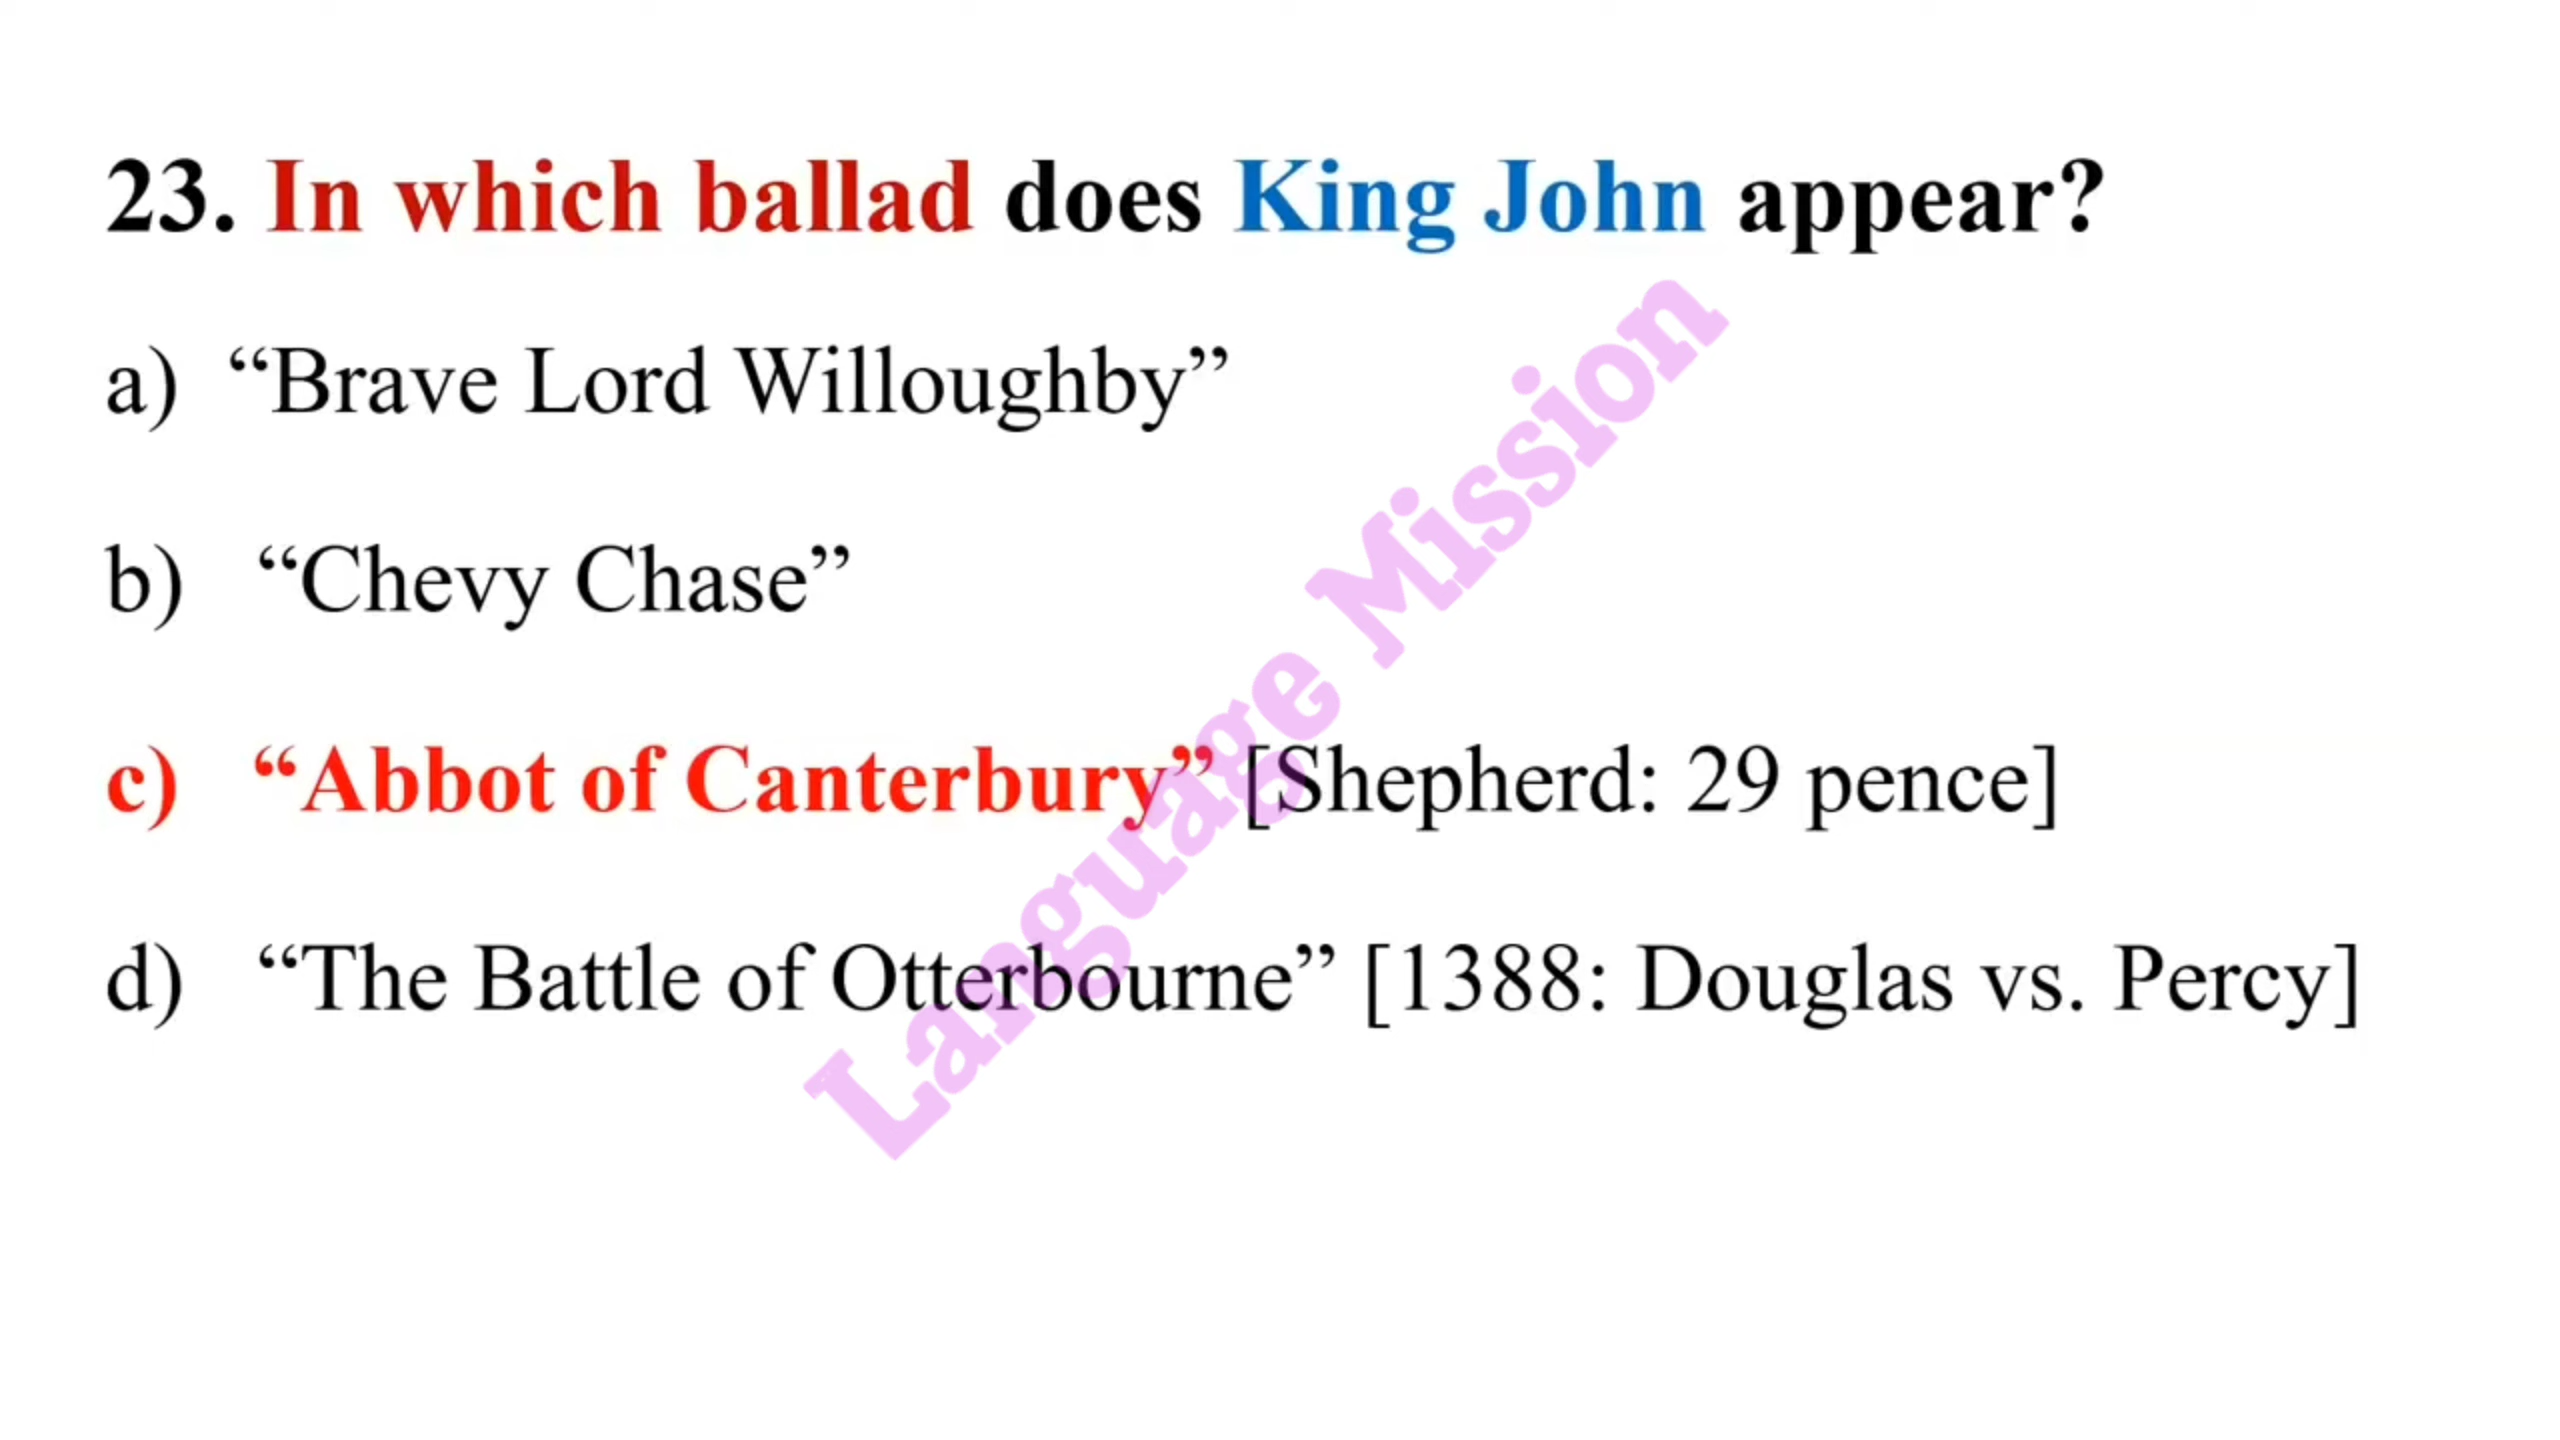 23. In which ballad does King John appear?
a) “Brave Lord Willoughby”
b) “Chevy Chase”
c) “Abbot of Canterbury” [Shepherd: 29 pence]
d) “The Battle of Otterbourne” [1388: Douglas vs. Percy]
Language Mission